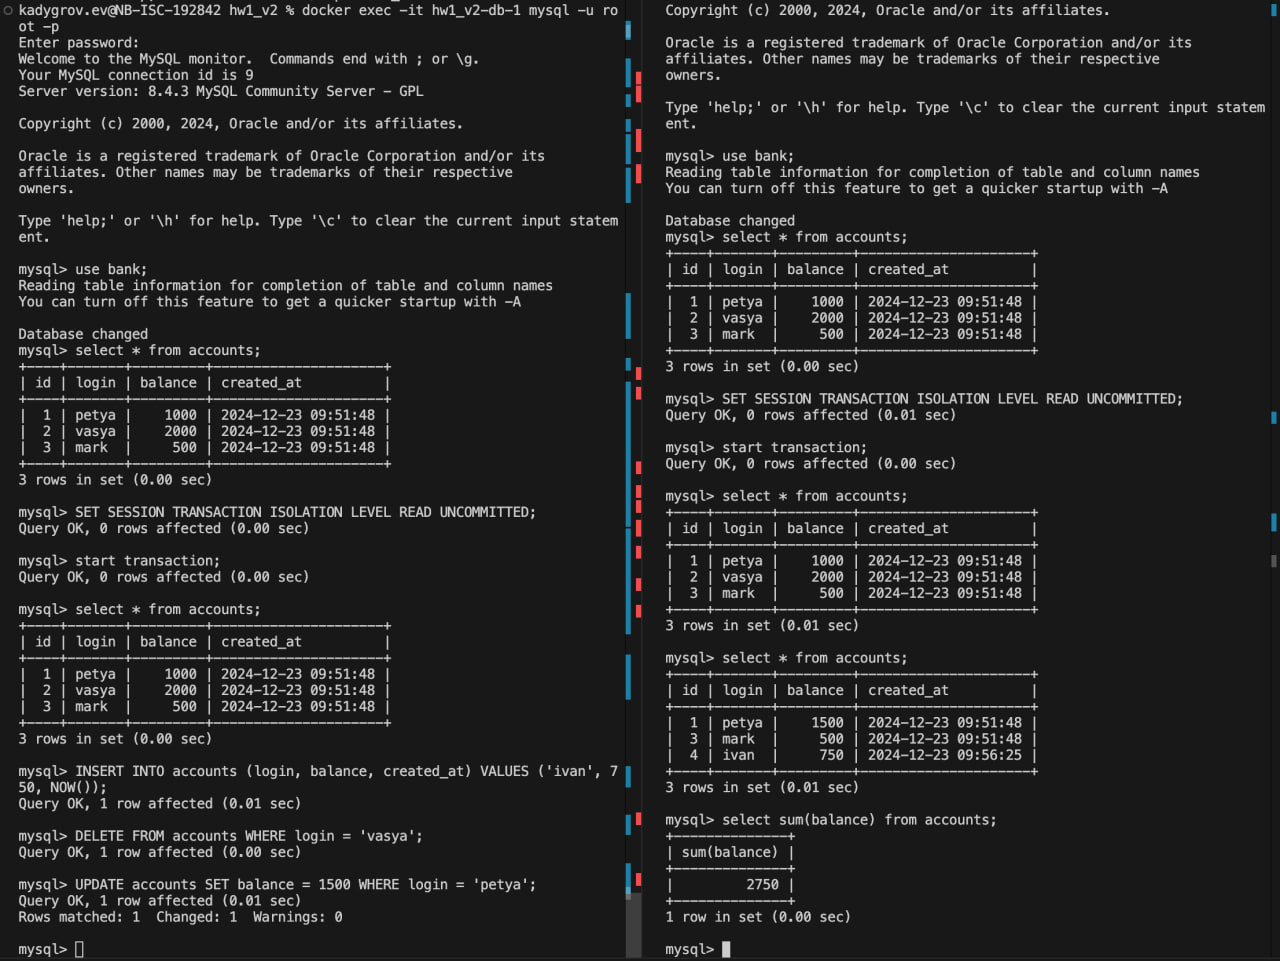 kadygrov.ev@NB-ISC-192842 hw1_v2 % docker exec -it hw1_v2-db-1 mysql -u ro
ot -p
Enter password:
Welcome to the MySQL monitor.  Commands end with ; or \g.
Your MySQL connection id is 9
Server version: 8.4.3 MySQL Community Server - GPL

Copyright (c) 2000, 2024, Oracle and/or its affiliates.

Oracle is a registered trademark of Oracle Corporation and/or its
affiliates. Other names may be trademarks of their respective
owners.

Type 'help;' or '\h' for help. Type '\c' to clear the current input statem
ent.

mysql> use bank;
Reading table information for completion of table and column names
You can turn off this feature to get a quicker startup with -A

Database changed
mysql> select * from accounts;
+----+-------+---------+---------------------+
| id | login | balance | created_at          |
+----+-------+---------+---------------------+
|  1 | petya |    1000 | 2024-12-23 09:51:48 |
|  2 | vasya |    2000 | 2024-12-23 09:51:48 |
|  3 | mark  |     500 | 2024-12-23 09:51:48 |
+----+-------+---------+---------------------+
3 rows in set (0.00 sec)

mysql> SET SESSION TRANSACTION ISOLATION LEVEL READ UNCOMMITTED;
Query OK, 0 rows affected (0.00 sec)

mysql> start transaction;
Query OK, 0 rows affected (0.00 sec)

mysql> select * from accounts;
+----+-------+---------+---------------------+
| id | login | balance | created_at          |
+----+-------+---------+---------------------+
|  1 | petya |    1000 | 2024-12-23 09:51:48 |
|  2 | vasya |    2000 | 2024-12-23 09:51:48 |
|  3 | mark  |     500 | 2024-12-23 09:51:48 |
+----+-------+---------+---------------------+
3 rows in set (0.00 sec)

mysql> INSERT INTO accounts (login, balance, created_at) VALUES ('ivan', 7
50, NOW());
Query OK, 1 row affected (0.01 sec)

mysql> DELETE FROM accounts WHERE login = 'vasya';
Query OK, 1 row affected (0.00 sec)

mysql> UPDATE accounts SET balance = 1500 WHERE login = 'petya';
Query OK, 1 row affected (0.01 sec)
Rows matched: 1  Changed: 1  Warnings: 0

mysql>
Copyright (c) 2000, 2024, Oracle and/or its affiliates.

Oracle is a registered trademark of Oracle Corporation and/or its
affiliates. Other names may be trademarks of their respective
owners.

Type 'help;' or '\h' for help. Type '\c' to clear the current input statem
ent.

mysql> use bank;
Reading table information for completion of table and column names
You can turn off this feature to get a quicker startup with -A

Database changed
mysql> select * from accounts;
+----+-------+---------+---------------------+
| id | login | balance | created_at          |
+----+-------+---------+---------------------+
|  1 | petya |    1000 | 2024-12-23 09:51:48 |
|  2 | vasya |    2000 | 2024-12-23 09:51:48 |
|  3 | mark  |     500 | 2024-12-23 09:51:48 |
+----+-------+---------+---------------------+
3 rows in set (0.00 sec)

mysql> SET SESSION TRANSACTION ISOLATION LEVEL READ UNCOMMITTED;
Query OK, 0 rows affected (0.01 sec)

mysql> start transaction;
Query OK, 0 rows affected (0.00 sec)

mysql> select * from accounts;
+----+-------+---------+---------------------+
| id | login | balance | created_at          |
+----+-------+---------+---------------------+
|  1 | petya |    1000 | 2024-12-23 09:51:48 |
|  2 | vasya |    2000 | 2024-12-23 09:51:48 |
|  3 | mark  |     500 | 2024-12-23 09:51:48 |
+----+-------+---------+---------------------+
3 rows in set (0.01 sec)

mysql> select * from accounts;
+----+-------+---------+---------------------+
| id | login | balance | created_at          |
+----+-------+---------+---------------------+
|  1 | petya |    1500 | 2024-12-23 09:51:48 |
|  3 | mark  |     500 | 2024-12-23 09:51:48 |
|  4 | ivan  |     750 | 2024-12-23 09:56:25 |
+----+-------+---------+---------------------+
3 rows in set (0.01 sec)

mysql> select sum(balance) from accounts;
+--------------+
| sum(balance) |
+--------------+
|         2750 |
+--------------+
1 row in set (0.00 sec)

mysql>